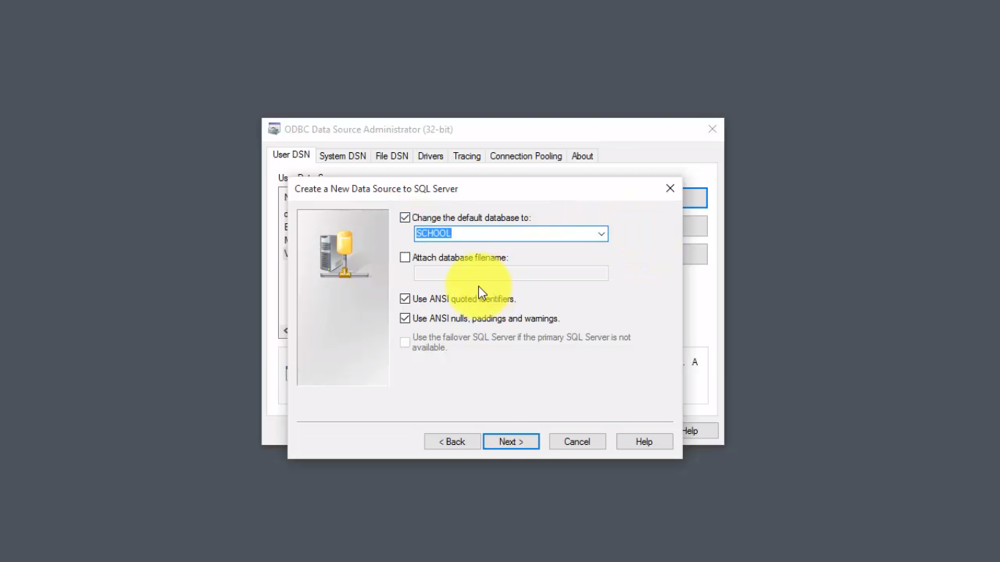 ODBC Data Source Administrator (32-bit)
User DSN
System DSN
File DSN
Drivers
Tracing
Connection Pooling
About
Create a New Data Source to SQL Server
Change the default database to:
SCHOOL
Attach database filename:
Use ANSI quoted identifiers.
Use ANSI nulls, paddings and warnings.
Use the failover SQL Server if the primary SQL Server is not
available.
A
< Back
Next >
Cancel
Help
Help